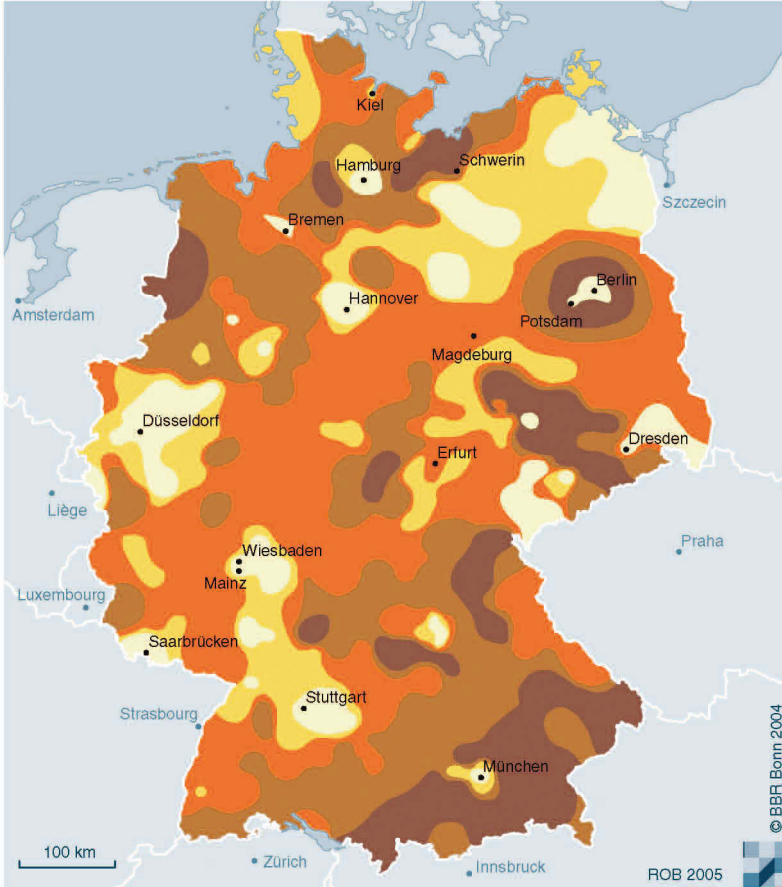 Kiel
Hamburg
Schwerin
Szczecin
Bremen
Berlin
Hannover
Amsterdam
Potsdam
Magdeburg
Düsseldorf
Dresden
Erfurt
Liège
Wiesbaden
Praha
Mainz
Luxembourg
Saarbrücken
Stuttgart
Strasbourg
München
© BBR Bonn 2004
100 km
Zürich
Innsbruck
ROB 2005